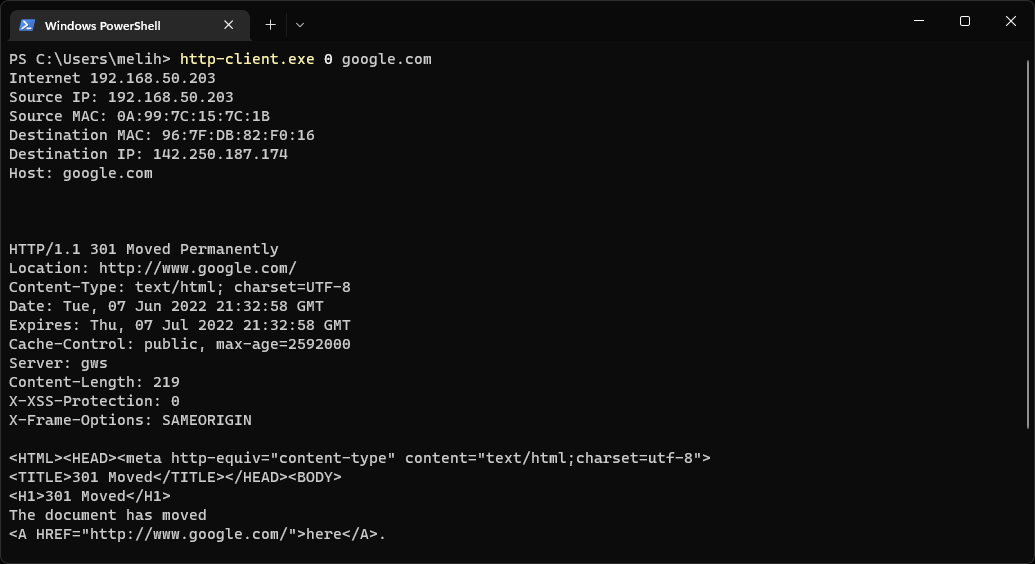 Windows PowerShell
PS C:\Users\melih> http-client.exe 0 google.com
Internet 192.168.50.203
Source IP: 192.168.50.203
Source MAC: 0A:99:7C:15:7C:1B
Destination MAC: 96:7F:DB:82:F0:16
Destination IP: 142.250.187.174
Host: google.com
HTTP/1.1 301 Moved Permanently
Location: http://www.google.com/
Content-Type: text/html; charset=UTF-8
Date: Tue, 07 Jun 2022 21:32:58 GMT
Expires: Thu, 07 Jul 2022 21:32:58 GMT
Cache-Control: public, max-age=2592000
Server: gws
Content-Length: 219
X-XSS-Protection: 0
X-Frame-Options: SAMEORIGIN
<HTML><HEAD><meta http-equiv="content-type" content="text/html;charset=utf-8">
<TITLE>301 Moved</TITLE></HEAD><BODY>
<H1>301 Moved</H1>
The document has moved
<A HREF="http://www.google.com/">here</A>.